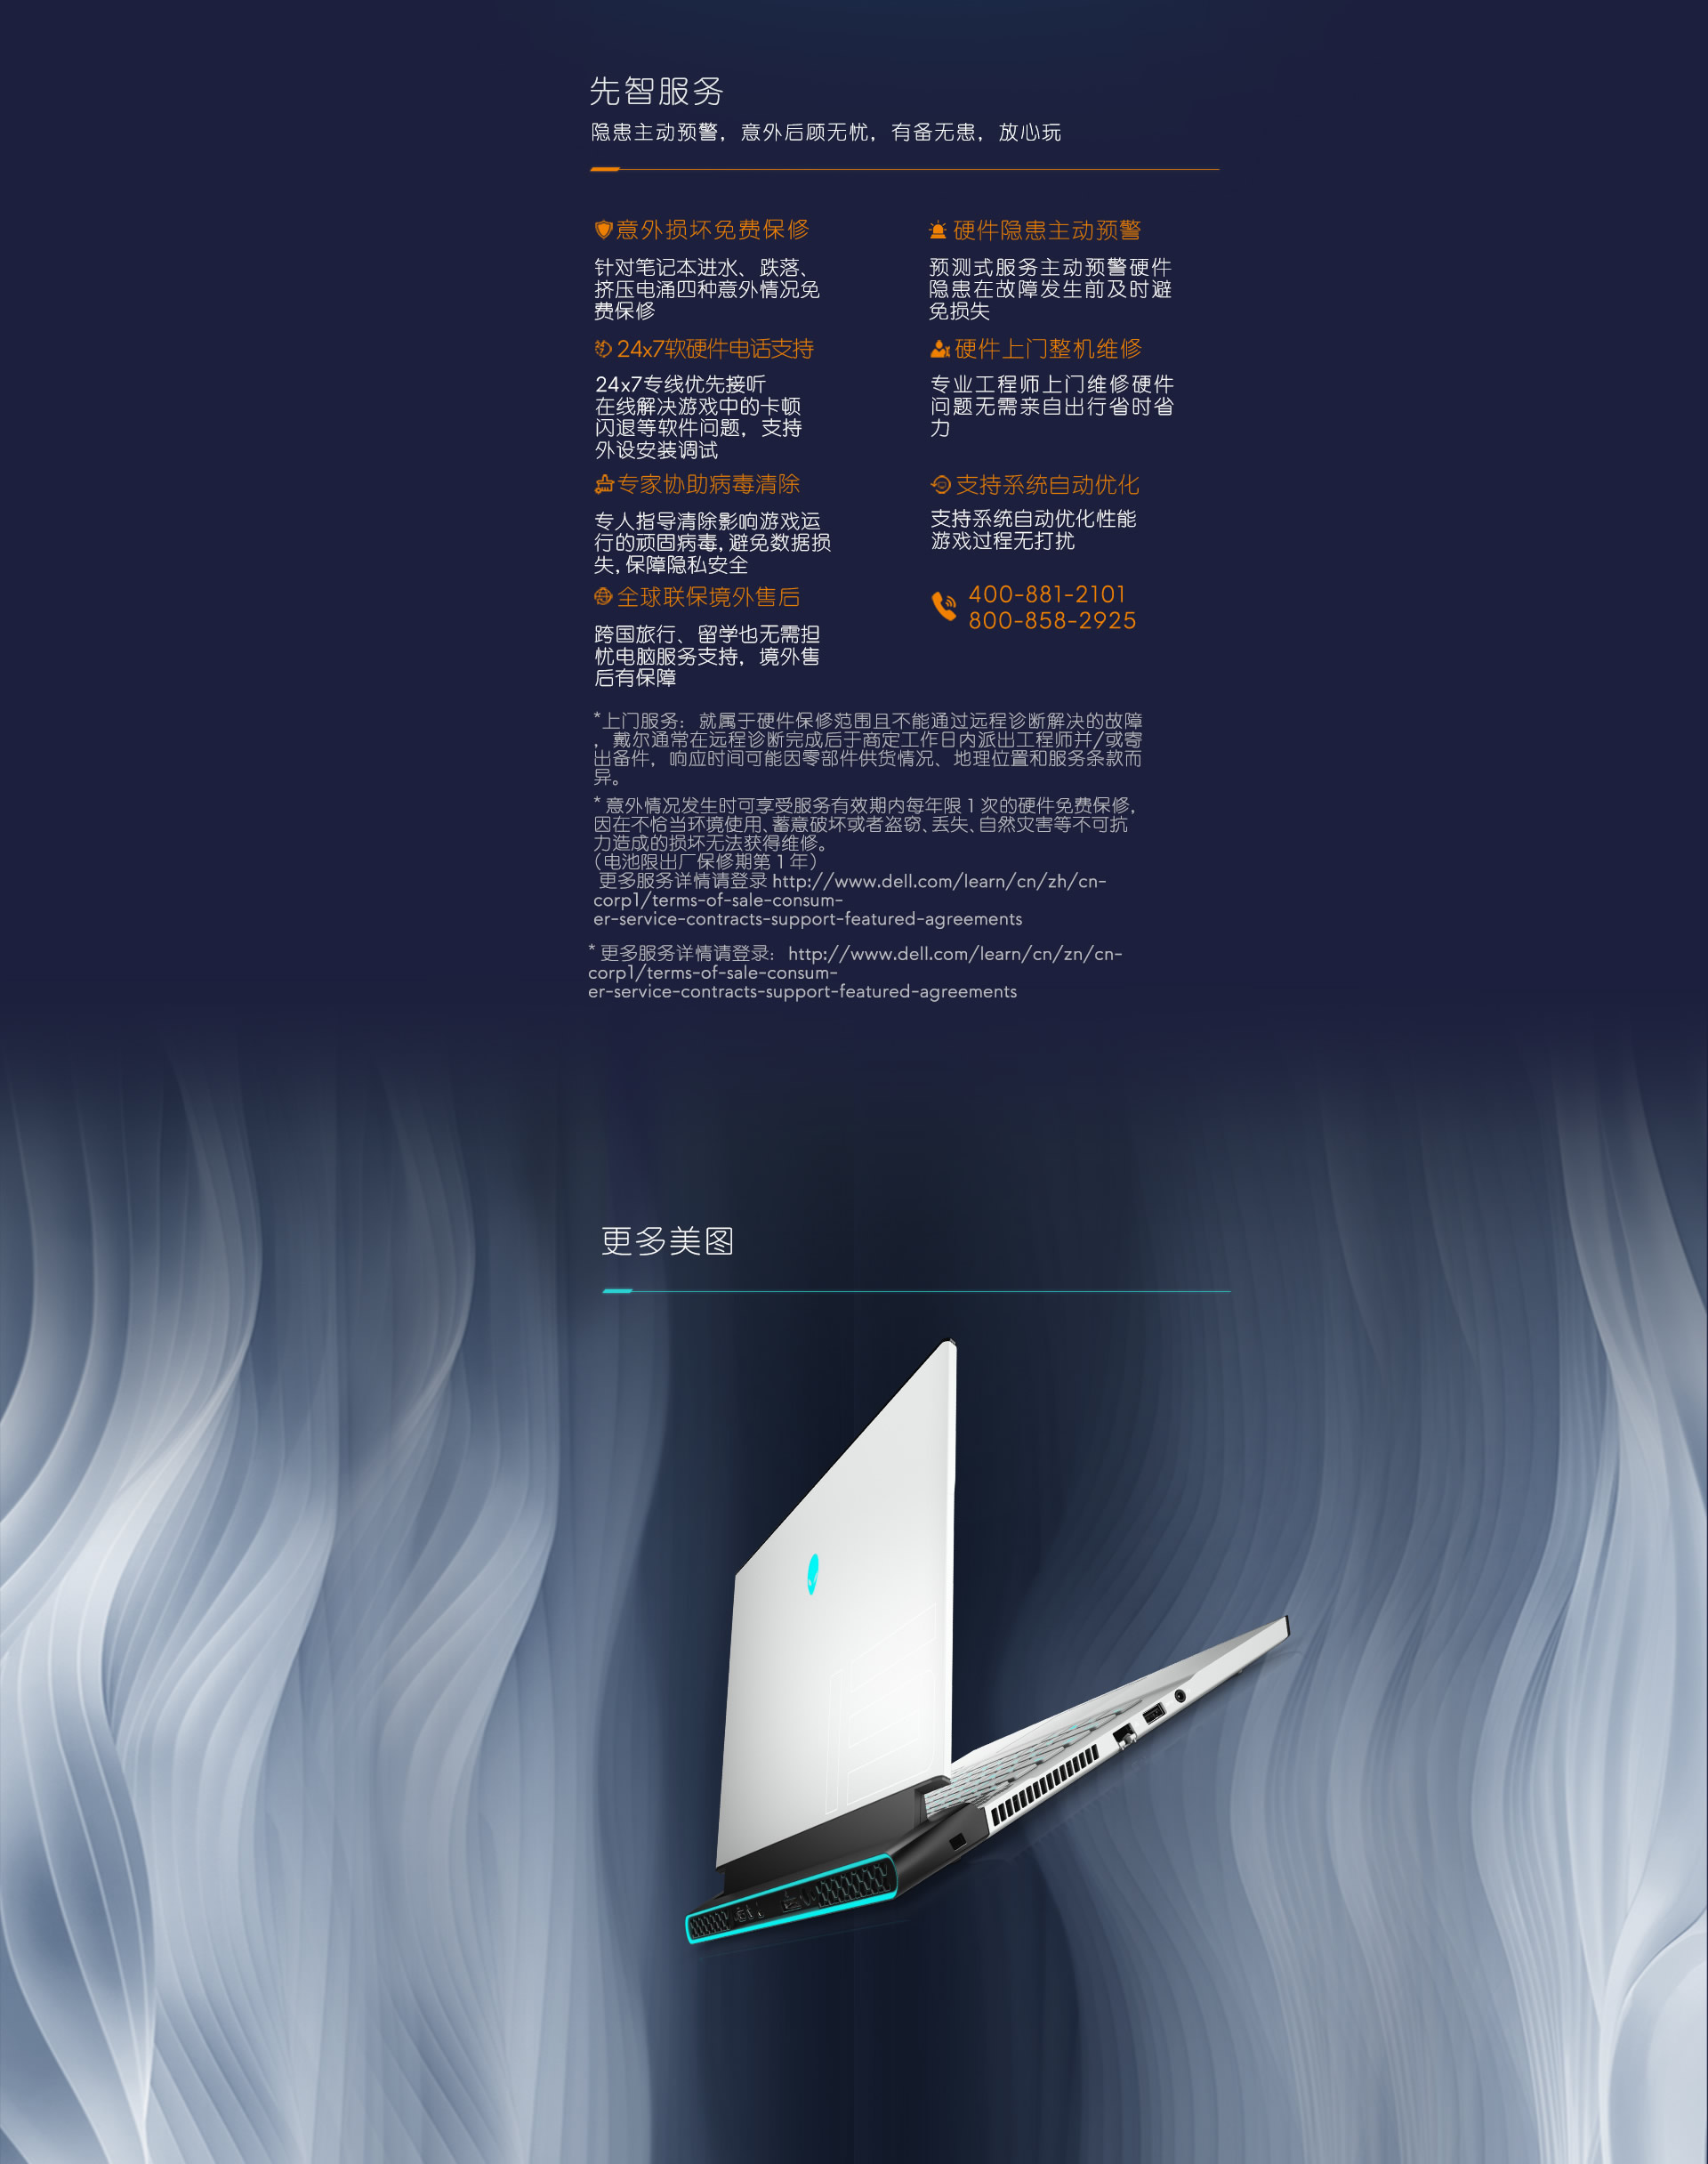 先智服务
隐患主动预警，意外后顾无忧，有备无患，放心玩
意外损坏免费保修
针对笔记本进水、跌落、
挤压电涌四种意外情况免
费保修
硬件隐患主动预警
预测式服务主动预警硬件
隐患在故障发生前及时避
免损失
24x7软硬件电话支持
24x7专线优先接听
在线解决游戏中的卡顿
闪退等软件问题，支持
外设安装调试
硬件上门整机维修
专业工程师上门维修硬件
问题无需亲自出行省时省
力
专家协助病毒清除
专人指导清除影响游戏运
行的顽固病毒,避免数据损
失,保障隐私安全
支持系统自动优化
支持系统自动优化性能
游戏过程无打扰
全球联保境外售后
跨国旅行、留学也无需担
忧电脑服务支持，境外售
后有保障
400-881-2101
800-858-2925
*上门服务：就属于硬件保修范围且不能通过远程诊断解决的故障
，戴尔通常在远程诊断完成后于商定工作日内派出工程师并/或寄
出备件，响应时间可能因零部件供货情况、地理位置和服务条款而
异。
* 意外情况发生时可享受服务有效期内每年限 1 次的硬件免费保修,
因在不恰当环境使用、蓄意破坏或者盗窃、丢失、自然灾害等不可抗
力造成的损坏无法获得维修。
（电池限出厂保修期第 1 年）
更多服务详情请登录 http://www.dell.com/learn/cn/zh/cn-
corp1/terms-of-sale-consum-
er-service-contracts-support-featured-agreements
* 更多服务详情请登录：http://www.dell.com/learn/cn/zn/cn-
corp1/terms-of-sale-consum-
er-service-contracts-support-featured-agreements
更多美图